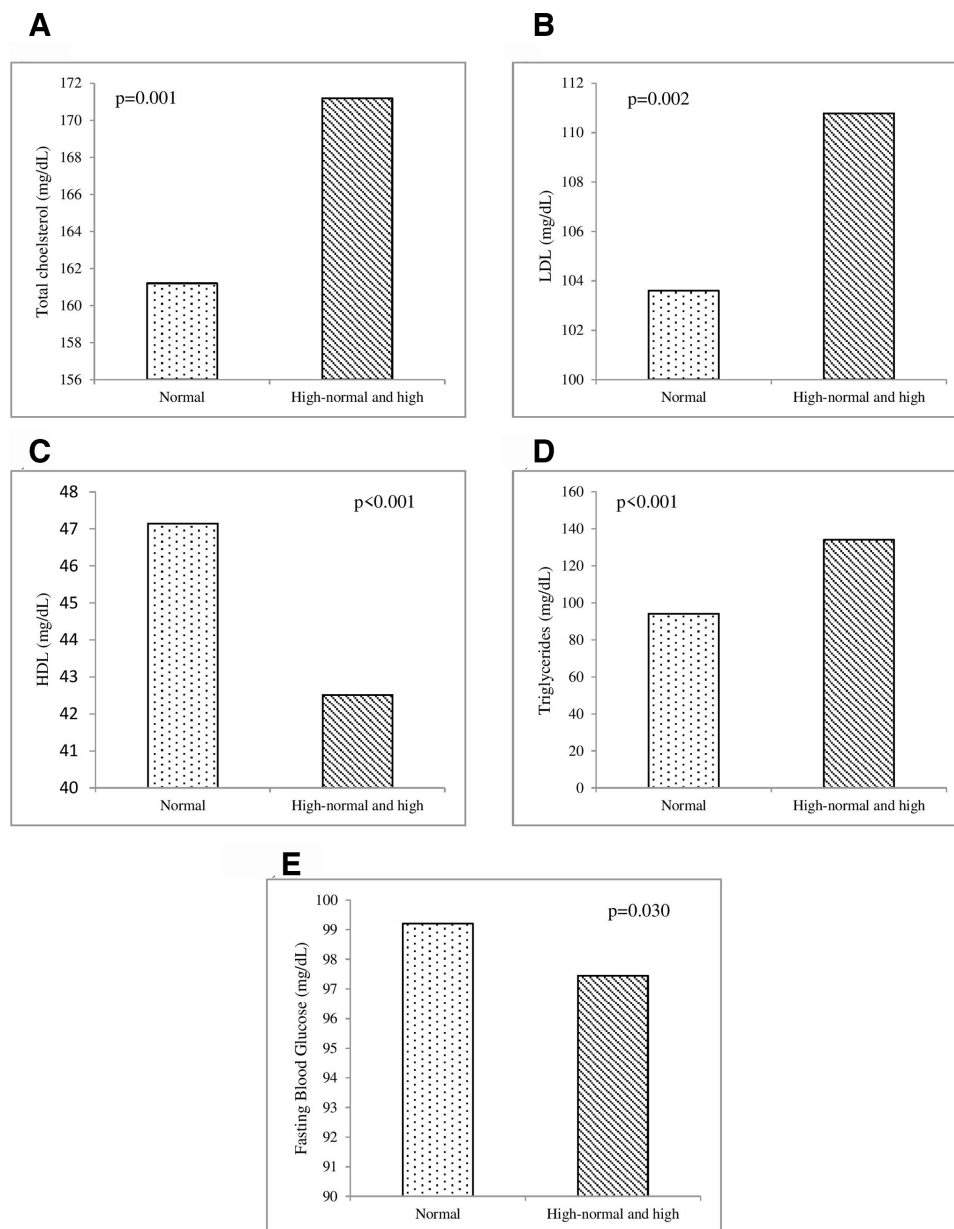 A
p=0.001
Total choelsterol (mg/dL)
172
170
168
166
164
162
160
158
156
Normal
High-normal and high
B
p=0.002
LDL (mg/dL)
112
110
108
106
104
102
100
Normal
High-normal and high
C
p<0.001
HDL (mg/dL)
48
47
46
45
44
43
42
41
40
Normal
High-normal and high
D
p<0.001
Triglycerides (mg/dL)
160
140
120
100
80
60
40
20
0
Normal
High-normal and high
E
p=0.030
Fasting Blood Glucose (mg/dL)
100
99
98
97
96
95
94
93
92
91
90
Normal
High-normal and high